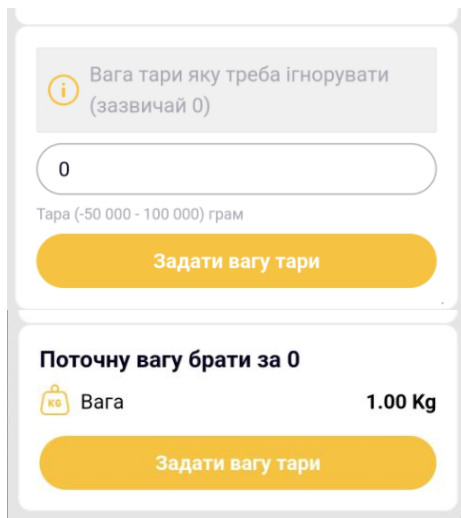 Вага тари яку треба ігнорувати
(зазвичай 0)
0
Тара (-50 000 - 100 000) грам
Задати вагу тари
Поточну вагу брати за 0
KG Вага 1.00 Kg
Задати вагу тари